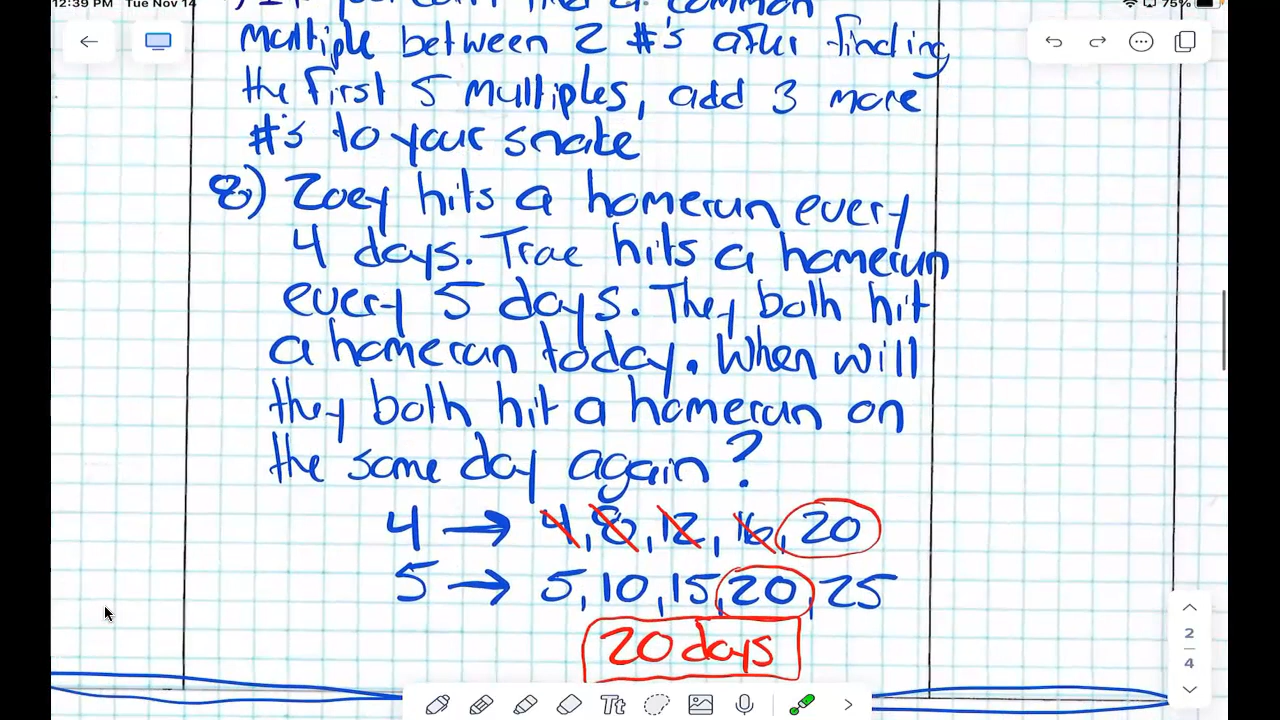 12:39 PM Tue Nov 14
75%
common
multiple between 2 #'s after finding
the first 5 multiples, add 3 more
#'s to your snake
8) Zoey hits a homerun every
4 days. Trae hits a homerun
every 5 days. They both hit
a homerun today. When will
they both hit a homerun on
the same day again?
4 → 4, 8, 12, 16, 20
5 → 5, 10, 15, 20, 25
20 days
2
4
Tt